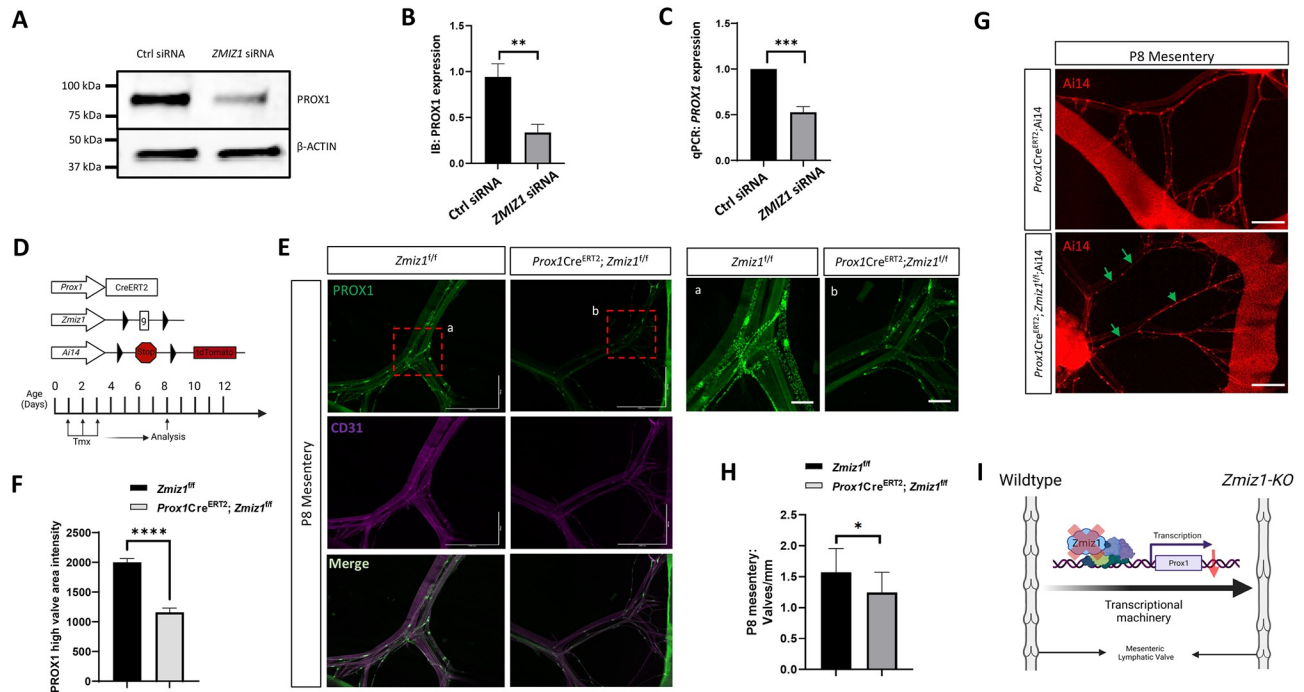 A
Ctrl siRNA
ZMIZ1 siRNA
100 kDa
75 kDa
50 kDa
37 kDa
PROX1
β-ACTIN
B
IB: PROX1 expression
1.5
1.0
0.5
0.0
**
Ctrl siRNA
ZMIZ1 siRNA
C
qPCR: PROX1 expression
1.5
1.0
0.5
0.0
***
Ctrl siRNA
ZMIZ1 siRNA
D
Prox1
CreERT2
Zmiz1
9
Ai14
Stop
tdTomato
Age
(Days)
0 2 4 6 8 10 12
Tmx
Analysis
E
Zmiz1f/f
Prox1CreERT2; Zmiz1f/f
P8 Mesentery
PROX1
a
b
CD31
Merge
Zmiz1f/f
Prox1CreERT2;Zmiz1f/f
a
b
F
Zmiz1f/f
Prox1CreERT2; Zmiz1f/f
PROX1 high valve area intensity
2500
2000
1500
1000
500
0
****
G
P8 Mesentery
Prox1CreERT2;Ai14
Ai14
Prox1CreERT2; Zmiz1f/f;Ai14
Ai14
H
Zmiz1f/f
Prox1CreERT2; Zmiz1f/f
P8 mesentery:
Valves/mm
2.5
2.0
1.5
1.0
0.5
0.0
*
I
Wildtype
Zmiz1-KO
Zmiz1
Transcription
Prox1
Transcriptional
machinery
Mesenteric
Lymphatic Valve